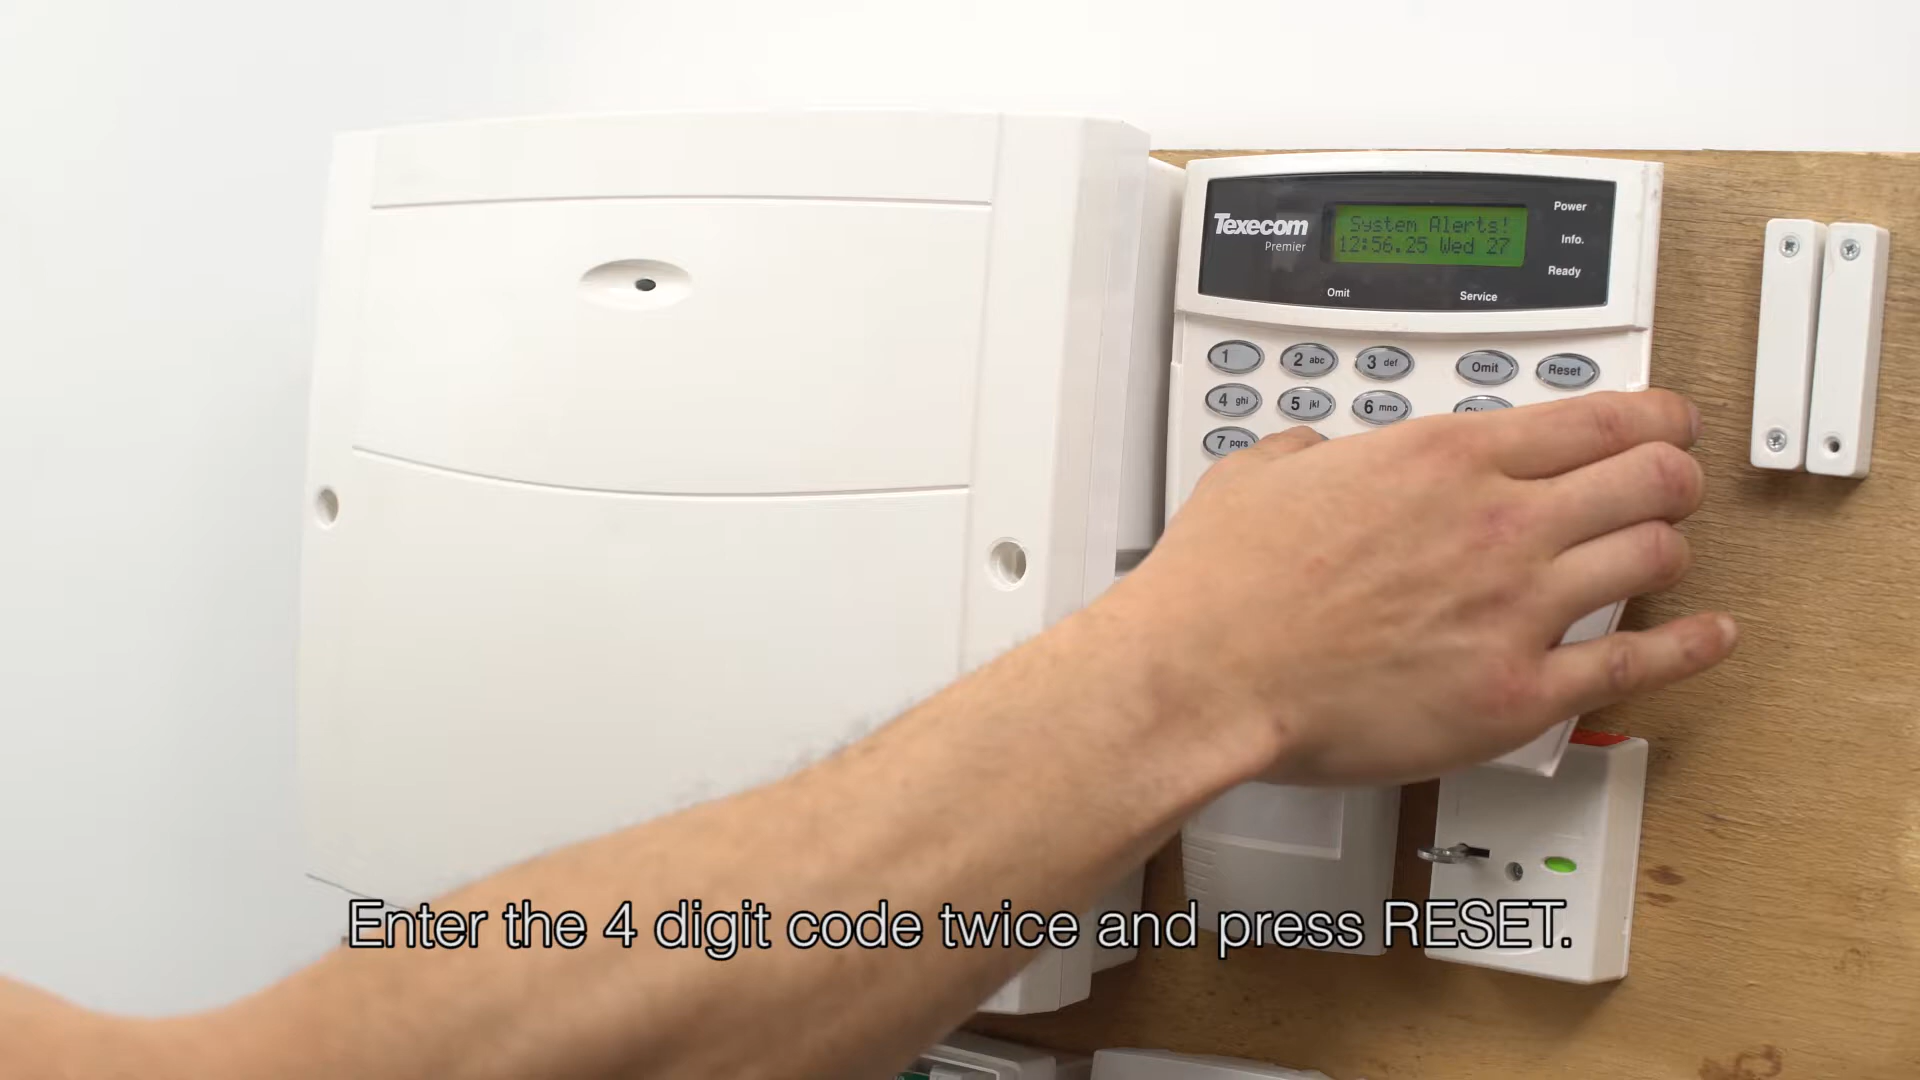 Texecom
Premier
System Alerts!
12:56.25 Wed 27
Power
Info.
Ready
Omit
Service
1
2 abc
3 def
Omit
Reset
4 ghi
5 jkl
6 mno
7 pqrs
Enter the 4 digit code twice and press RESET.